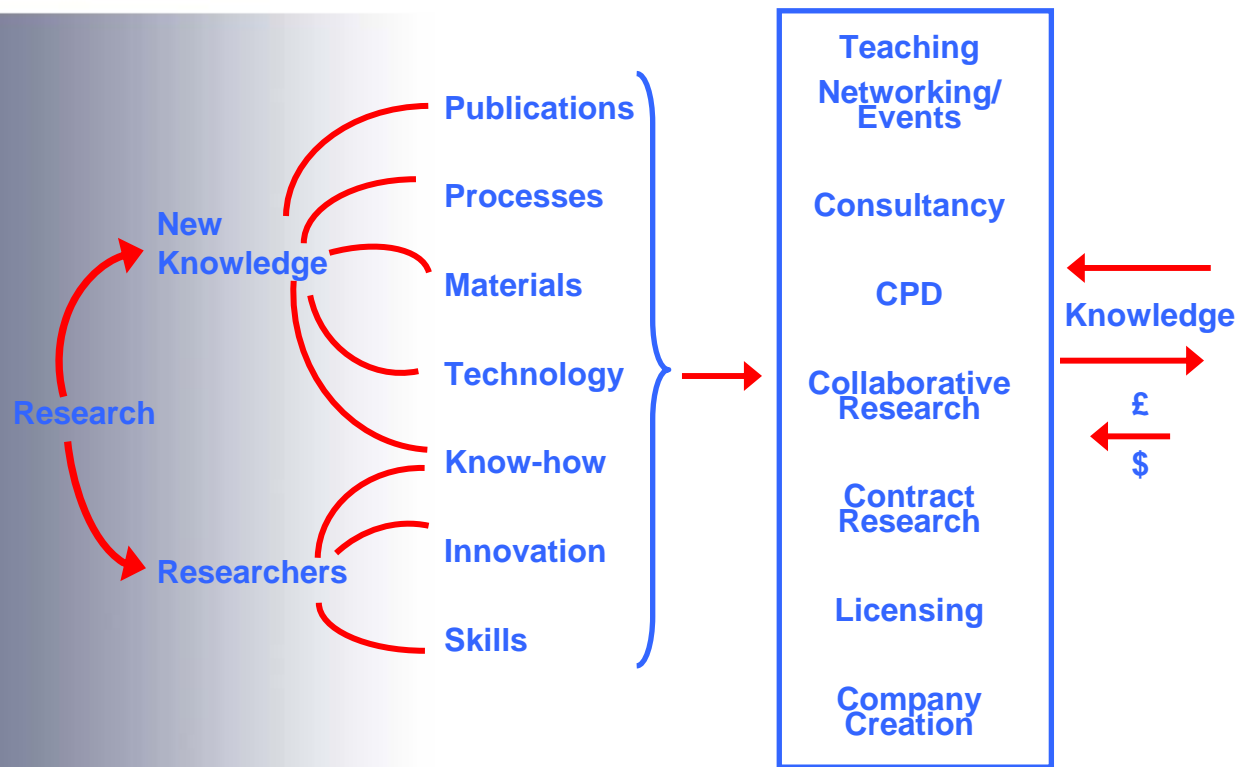 Research
New
Knowledge
Researchers
Publications
Processes
Materials
Technology
Know-how
Innovation
Skills
Teaching
Networking/
Events
Consultancy
CPD
Collaborative
Research
Contract
Research
Licensing
Company
Creation
Knowledge
£
$